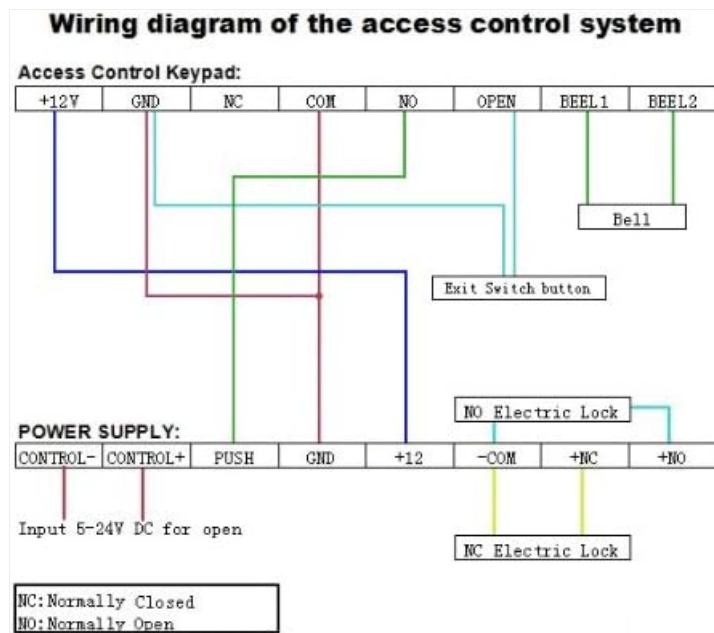 Wiring diagram of the access control system
Access Control Keypad:
+12V GND NC COM NO OPEN BEEL1 BEEL2
Bell
Exit Switch button
NO Electric Lock
POWER SUPPLY:
CONTROL- CONTROL+ PUSH GND +12 -COM +NC +NO
Input 5-24V DC for open
NC Electric Lock
NC:Normally Closed
NO:Normally Open